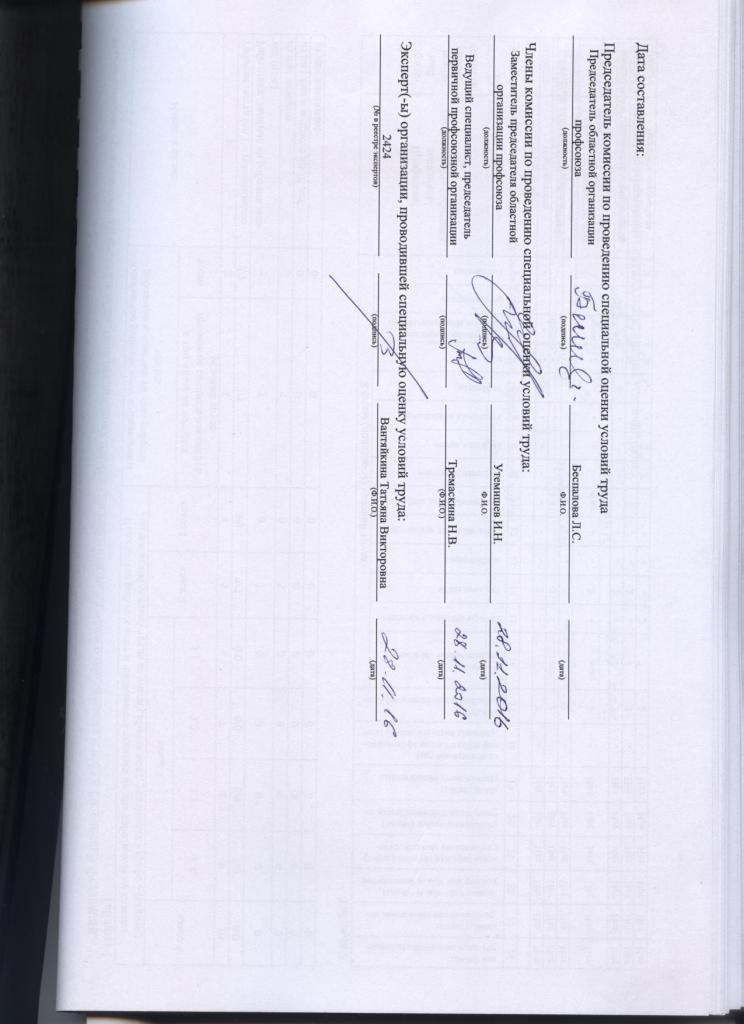 Дата составления:
Председатель комиссии по проведению специальной оценки условий труда
Председатель областной организации
профсоюза Беспалова Л.С.
(должность) (подпись) Ф.И.О. (дата)
Члены комиссии по проведению специальной оценки условий труда:
Заместитель председателя областной
организации профсоюза Утемишев И.Н. 28.11.2016
(должность) (подпись) Ф.И.О. (дата)
Ведущий специалист, председатель
первичной профсоюзной организации Тремаскина Н.В. 28.11.2016
(должность) (подпись) (Ф.И.О.) (дата)
Эксперт(-ы) организации, проводившей специальную оценку условий труда:
2424 Вантяйкина Татьяна Викторовна 28.11.16
(№ в реестре экспертов) (подпись) (Ф.И.О.) (дата)